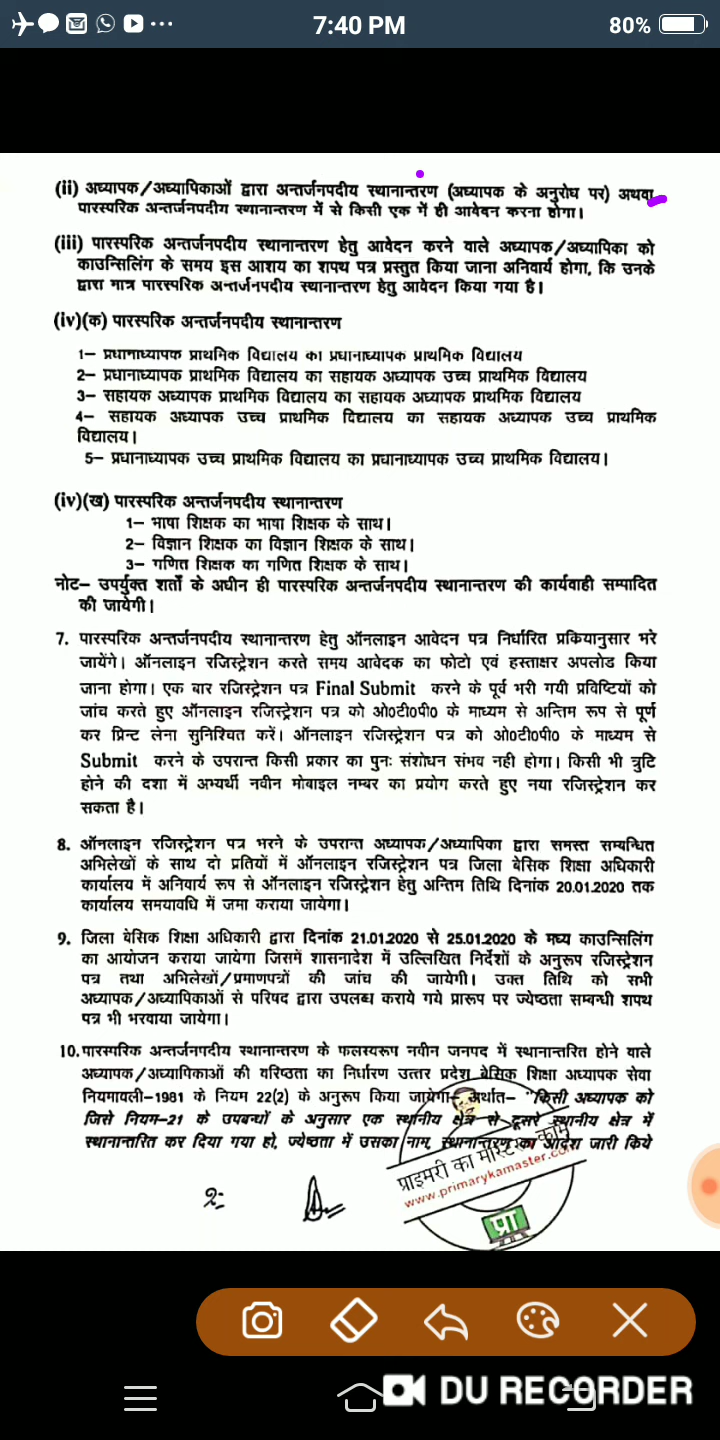 7:40 PM
80%
(ii) अध्यापक/अध्यापिकाओं द्वारा अन्तर्जनपदीय स्थानान्तरण (अध्यापक के अनुरोध पर) अथवा
पारस्परिक अन्तर्जनपदीय स्थानान्तरण में से किसी एक में ही आवेदन करना होगा।
(iii) पारस्परिक अन्तर्जनपदीय स्थानान्तरण हेतु आवेदन करने वाले अध्यापक/अध्यापिका को
काउन्सिलिंग के समय इस आशय का शपथ पत्र प्रस्तुत किया जाना अनिवार्य होगा, कि उनके
द्वारा मात्र पारस्परिक अन्तर्जनपदीय स्थानान्तरण हेतु आवेदन किया गया है।
(iv)(क) पारस्परिक अन्तर्जनपदीय स्थानान्तरण
1– प्रधानाध्यापक प्राथमिक विद्यालय का प्रधानाध्यापक प्राथमिक विद्यालय
2– प्रधानाध्यापक प्राथमिक विद्यालय का सहायक अध्यापक उच्च प्राथमिक विद्यालय
3– सहायक अध्यापक प्राथमिक विद्यालय का सहायक अध्यापक प्राथमिक विद्यालय
4– सहायक अध्यापक उच्च प्राथमिक विद्यालय का सहायक अध्यापक उच्च प्राथमिक
विद्यालय।
5– प्रधानाध्यापक उच्च प्राथमिक विद्यालय का प्रधानाध्यापक उच्च प्राथमिक विद्यालय।
(iv)(ख) पारस्परिक अन्तर्जनपदीय स्थानान्तरण
1– भाषा शिक्षक का भाषा शिक्षक के साथ।
2– विज्ञान शिक्षक का विज्ञान शिक्षक के साथ।
3– गणित शिक्षक का गणित शिक्षक के साथ।
नोट– उपर्युक्त शर्तों के अधीन ही पारस्परिक अन्तर्जनपदीय स्थानान्तरण की कार्यवाही सम्पादित
की जायेगी।
7. पारस्परिक अन्तर्जनपदीय स्थानान्तरण हेतु ऑनलाइन आवेदन पत्र निर्धारित प्रकियानुसार भरे
जायेंगे। ऑनलाइन रजिस्ट्रेशन करते समय आवेदक का फोटो एवं हस्ताक्षर अपलोड किया
जाना होगा। एक बार रजिस्ट्रेशन पत्र Final Submit करने के पूर्व भरी गयी प्रविष्टियों को
जांच करते हुए ऑनलाइन रजिस्ट्रेशन पत्र को ओ0टी0पी0 के माध्यम से अन्तिम रूप से पूर्ण
कर प्रिन्ट लेना सुनिश्चित करें। ऑनलाइन रजिस्ट्रेशन पत्र को ओ0टी0पी0 के माध्यम से
Submit करने के उपरान्त किसी प्रकार का पुनः संशोधन संभव नही होगा। किसी भी त्रुटि
होने की दशा में अभ्यर्थी नवीन मोबाइल नम्बर का प्रयोग करते हुए नया रजिस्ट्रेशन कर
सकता है।
8. ऑनलाइन रजिस्ट्रेशन पत्र भरने के उपरान्त अध्यापक/अध्यापिका द्वारा समस्त सम्बन्धित
अभिलेखों के साथ दो प्रतियों में ऑनलाइन रजिस्ट्रेशन पत्र जिला बेसिक शिक्षा अधिकारी
कार्यालय में अनिवार्य रूप से ऑनलाइन रजिस्ट्रेशन हेतु अन्तिम तिथि दिनांक 20.01.2020 तक
कार्यालय समयावधि में जमा कराया जायेगा।
9. जिला बेसिक शिक्षा अधिकारी द्वारा दिनांक 21.01.2020 से 25.01.2020 के मध्य काउन्सिलिंग
का आयोजन कराया जायेगा जिसमें शासनादेश में उल्लिखित निर्देशों के अनुरूप रजिस्ट्रेशन
पत्र तथा अभिलेखों/प्रमाणपत्रों की जांच की जायेगी। उक्त तिथि को सभी
अध्यापक/अध्यापिकाओं से परिषद द्वारा उपलब्ध कराये गये प्रारूप पर ज्येष्ठता सम्बन्धी शपथ
पत्र भी भरवाया जायेगा।
10. पारस्परिक अन्तर्जनपदीय स्थानान्तरण के फलस्वरूप नवीन जनपद में स्थानान्तरित होने वाले
अध्यापक/अध्यापिकाओं की वरिष्ठता का निर्धारण उत्तर प्रदेश बेसिक शिक्षा अध्यापक सेवा
नियमावली–1981 के नियम 22(2) के अनुरूप किया जायेगा– अर्थात– "किसी अध्यापक को
जिसे नियम–21 के उपबन्धों के अनुसार एक स्थानीय क्षेत्र से दूसरे स्थानीय क्षेत्र में
स्थानान्तरित कर दिया गया हो, ज्येष्ठता में उसका नाम, स्थानान्तरण का आदेश जारी किये
प्राइमरी का मास्टर
www.primarykamaster.com
प्रा
DU RECORDER